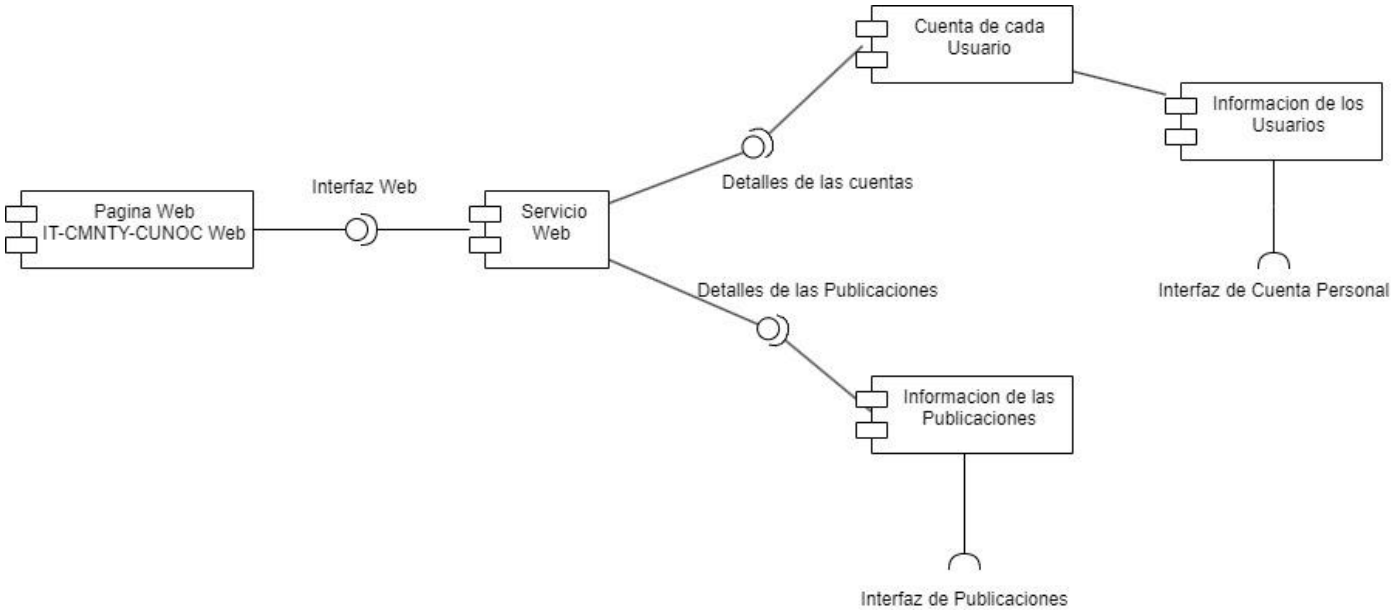 Cuenta de cada
Usuario
Informacion de los
Usuarios
Detalles de las cuentas
Interfaz Web
Pagina Web
IT-CMNTY-CUNOC Web
Servicio
Web
Detalles de las Publicaciones
Interfaz de Cuenta Personal
Informacion de las
Publicaciones
Interfaz de Publicaciones